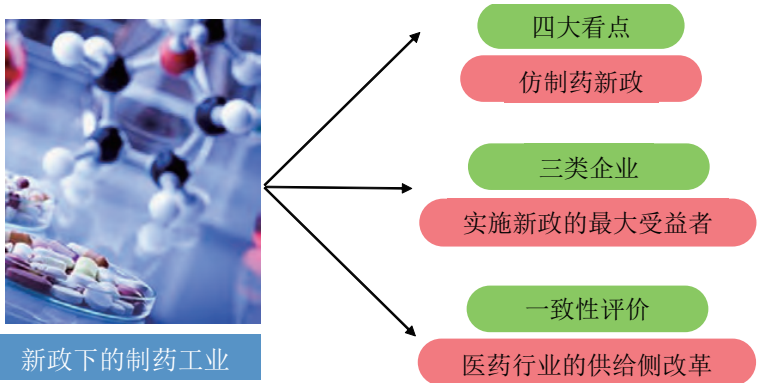 四大看点
仿制药新政
三类企业
实施新政的最大受益者
一致性评价
医药行业的供给侧改革
新政下的制药工业